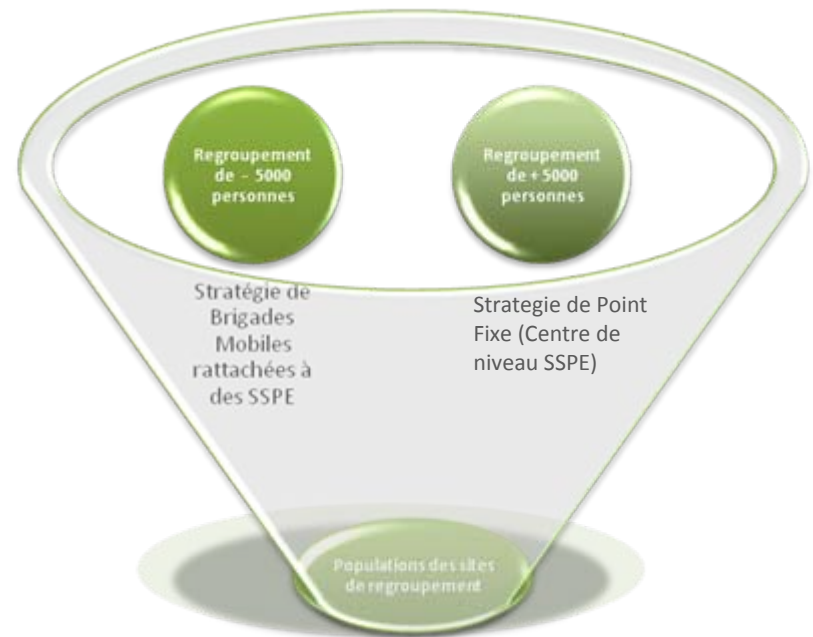 Regroupement
de - 5000
personnes
Regroupement
de + 5000
personnes
Stratégie de
Brigades
Mobiles
rattachées à
des SSPE
Strategie de Point
Fixe (Centre de
niveau SSPE)
Populations des sites
de regroupement